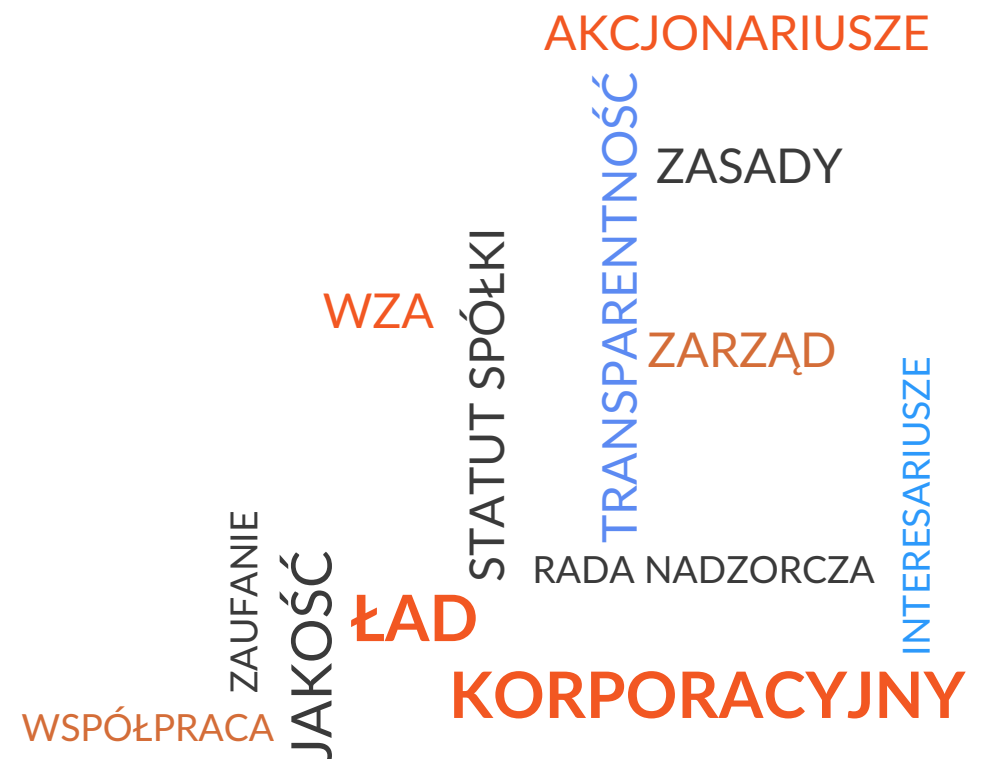 AKCJONARIUSZE
TRANSPARENTNOŚĆ
ZASADY
STATUT SPÓŁKI
WZA
ZARZĄD
INTERESARIUSZE
ZAUFANIE
JAKOŚĆ
RADA NADZORCZA
ŁAD
KORPORACYJNY
WSPÓŁPRACA